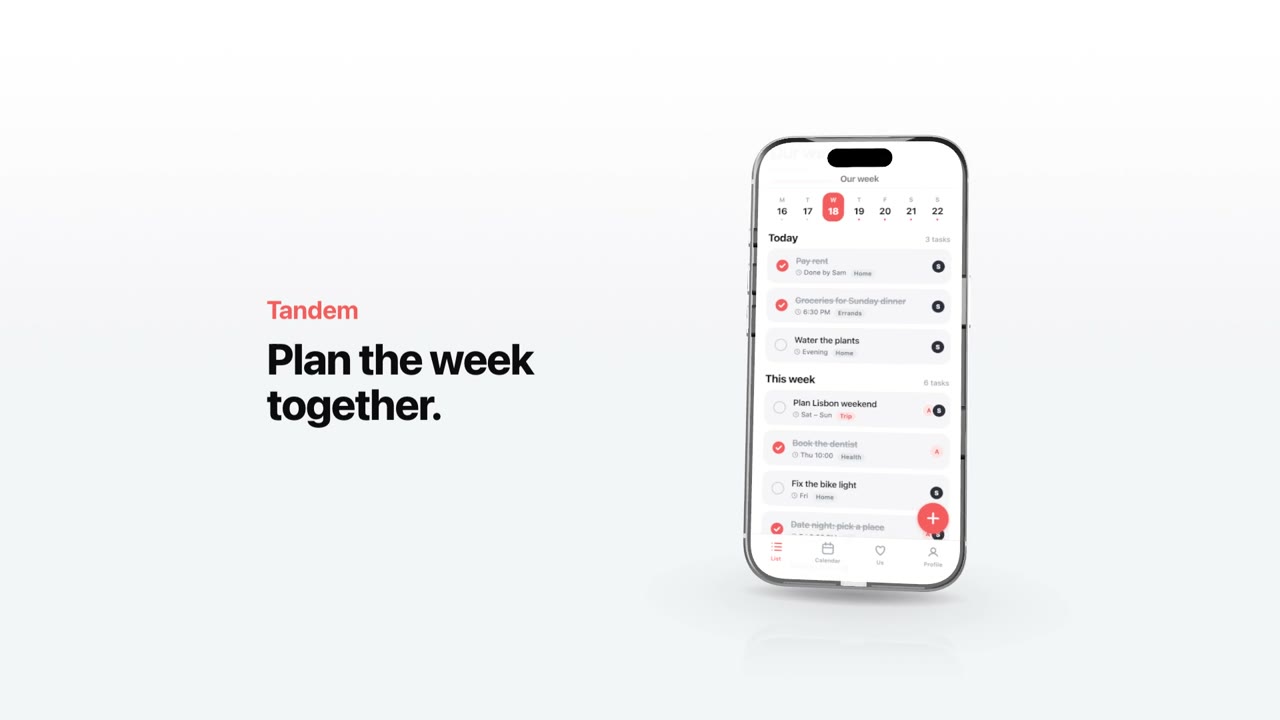 Tandem
Plan the week
together.
Our week
M T W T F S S
16 17 18 19 20 21 22
Today 3 tasks
Pay rent
Done by Sam Home
S
Groceries for Sunday dinner
6:30 PM Errands
S
Water the plants
Evening Home
S
This week 6 tasks
Plan Lisbon weekend
Sat – Sun Trip
A S
Book the dentist
Thu 10:00 Health
A
Fix the bike light
Fri Home
S
Date night: pick a place
S
List Calendar Us Profile